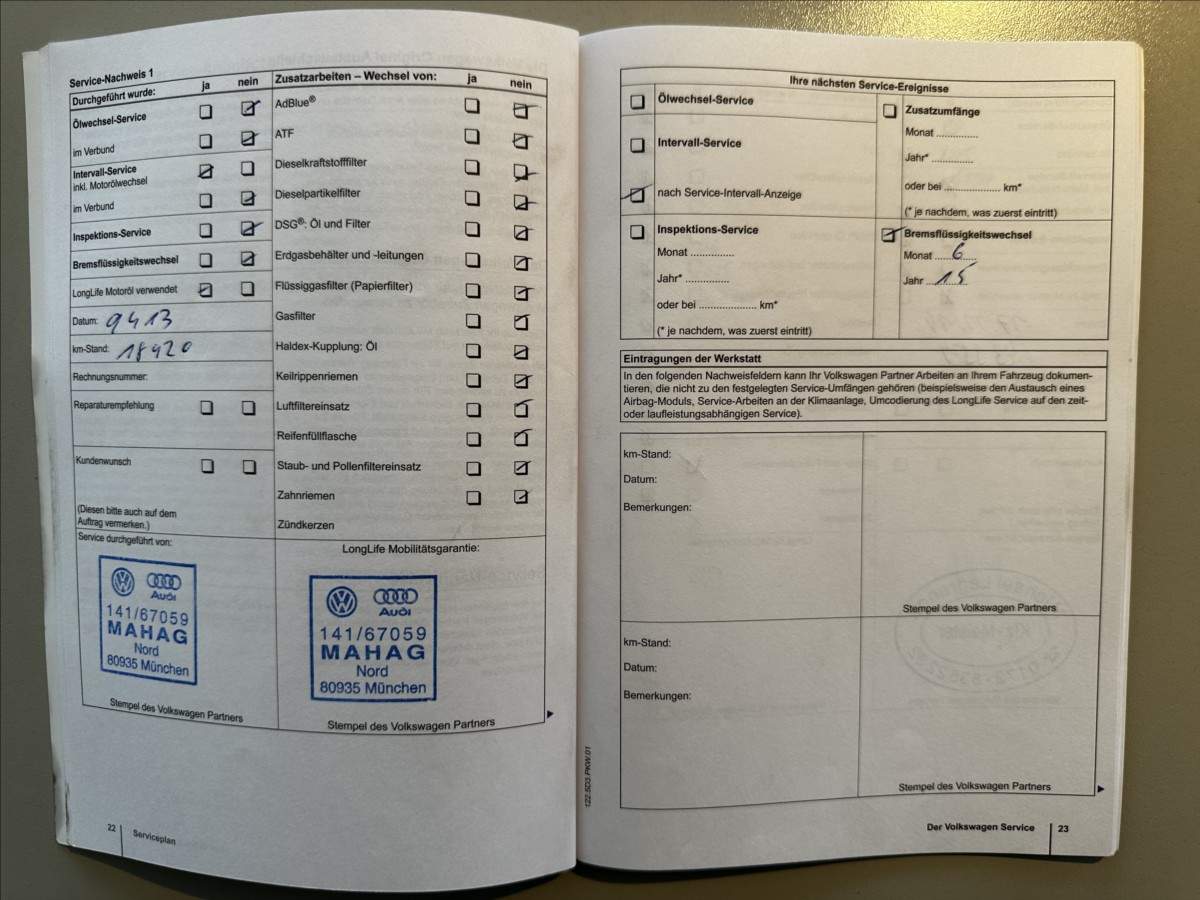 Service-Nachweis 1
Durchgeführt wurde: ja nein
Ölwechsel-Service
im Verbund
Intervall-Service
inkl. Motorölwechsel
im Verbund
Inspektions-Service
Bremsflüssigkeitswechsel
LongLife Motoröl verwendet
Datum: 9413
km-Stand: 18920
Rechnungsnummer:
Reparaturempfehlung
Kundenwunsch
(Diesen bitte auch auf dem
Auftrag vermerken.)
Service durchgeführt von:
Audi
141/67059
MAHAG
Nord
80935 München
Stempel des Volkswagen Partners
Zusatzarbeiten – Wechsel von: ja nein
AdBlue®
ATF
Dieselkraftstofffilter
Dieselpartikelfilter
DSG®: Öl und Filter
Erdgasbehälter und -leitungen
Flüssiggasfilter (Papierfilter)
Gasfilter
Haldex-Kupplung: Öl
Keilrippenriemen
Luftfiltereinsatz
Reifenfüllflasche
Staub- und Pollenfiltereinsatz
Zahnriemen
Zündkerzen
LongLife Mobilitätsgarantie:
Audi
141/67059
MAHAG
Nord
80935 München
Stempel des Volkswagen Partners
22 Serviceplan
Ihre nächsten Service-Ereignisse
Ölwechsel-Service
Intervall-Service
nach Service-Intervall-Anzeige
Inspektions-Service
Monat ..............
Jahr* ..............
oder bei .................... km*
(* je nachdem, was zuerst eintritt)
Zusatzumfänge
Monat .............
Jahr* .............
oder bei .................... km*
(* je nachdem, was zuerst eintritt)
Bremsflüssigkeitswechsel
Monat 6
Jahr 15
Eintragungen der Werkstatt
In den folgenden Nachweisfeldern kann Ihr Volkswagen Partner Arbeiten an Ihrem Fahrzeug dokumen-
tieren, die nicht zu den festgelegten Service-Umfängen gehören (beispielsweise den Austausch eines
Airbag-Moduls, Service-Arbeiten an der Klimaanlage, Umcodierung des LongLife Service auf den zeit-
oder laufleistungsabhängigen Service).
km-Stand:
Datum:
Bemerkungen:
Stempel des Volkswagen Partners
km-Stand:
Datum:
Bemerkungen:
Stempel des Volkswagen Partners
122.5D3.PKW.01
Der Volkswagen Service 23